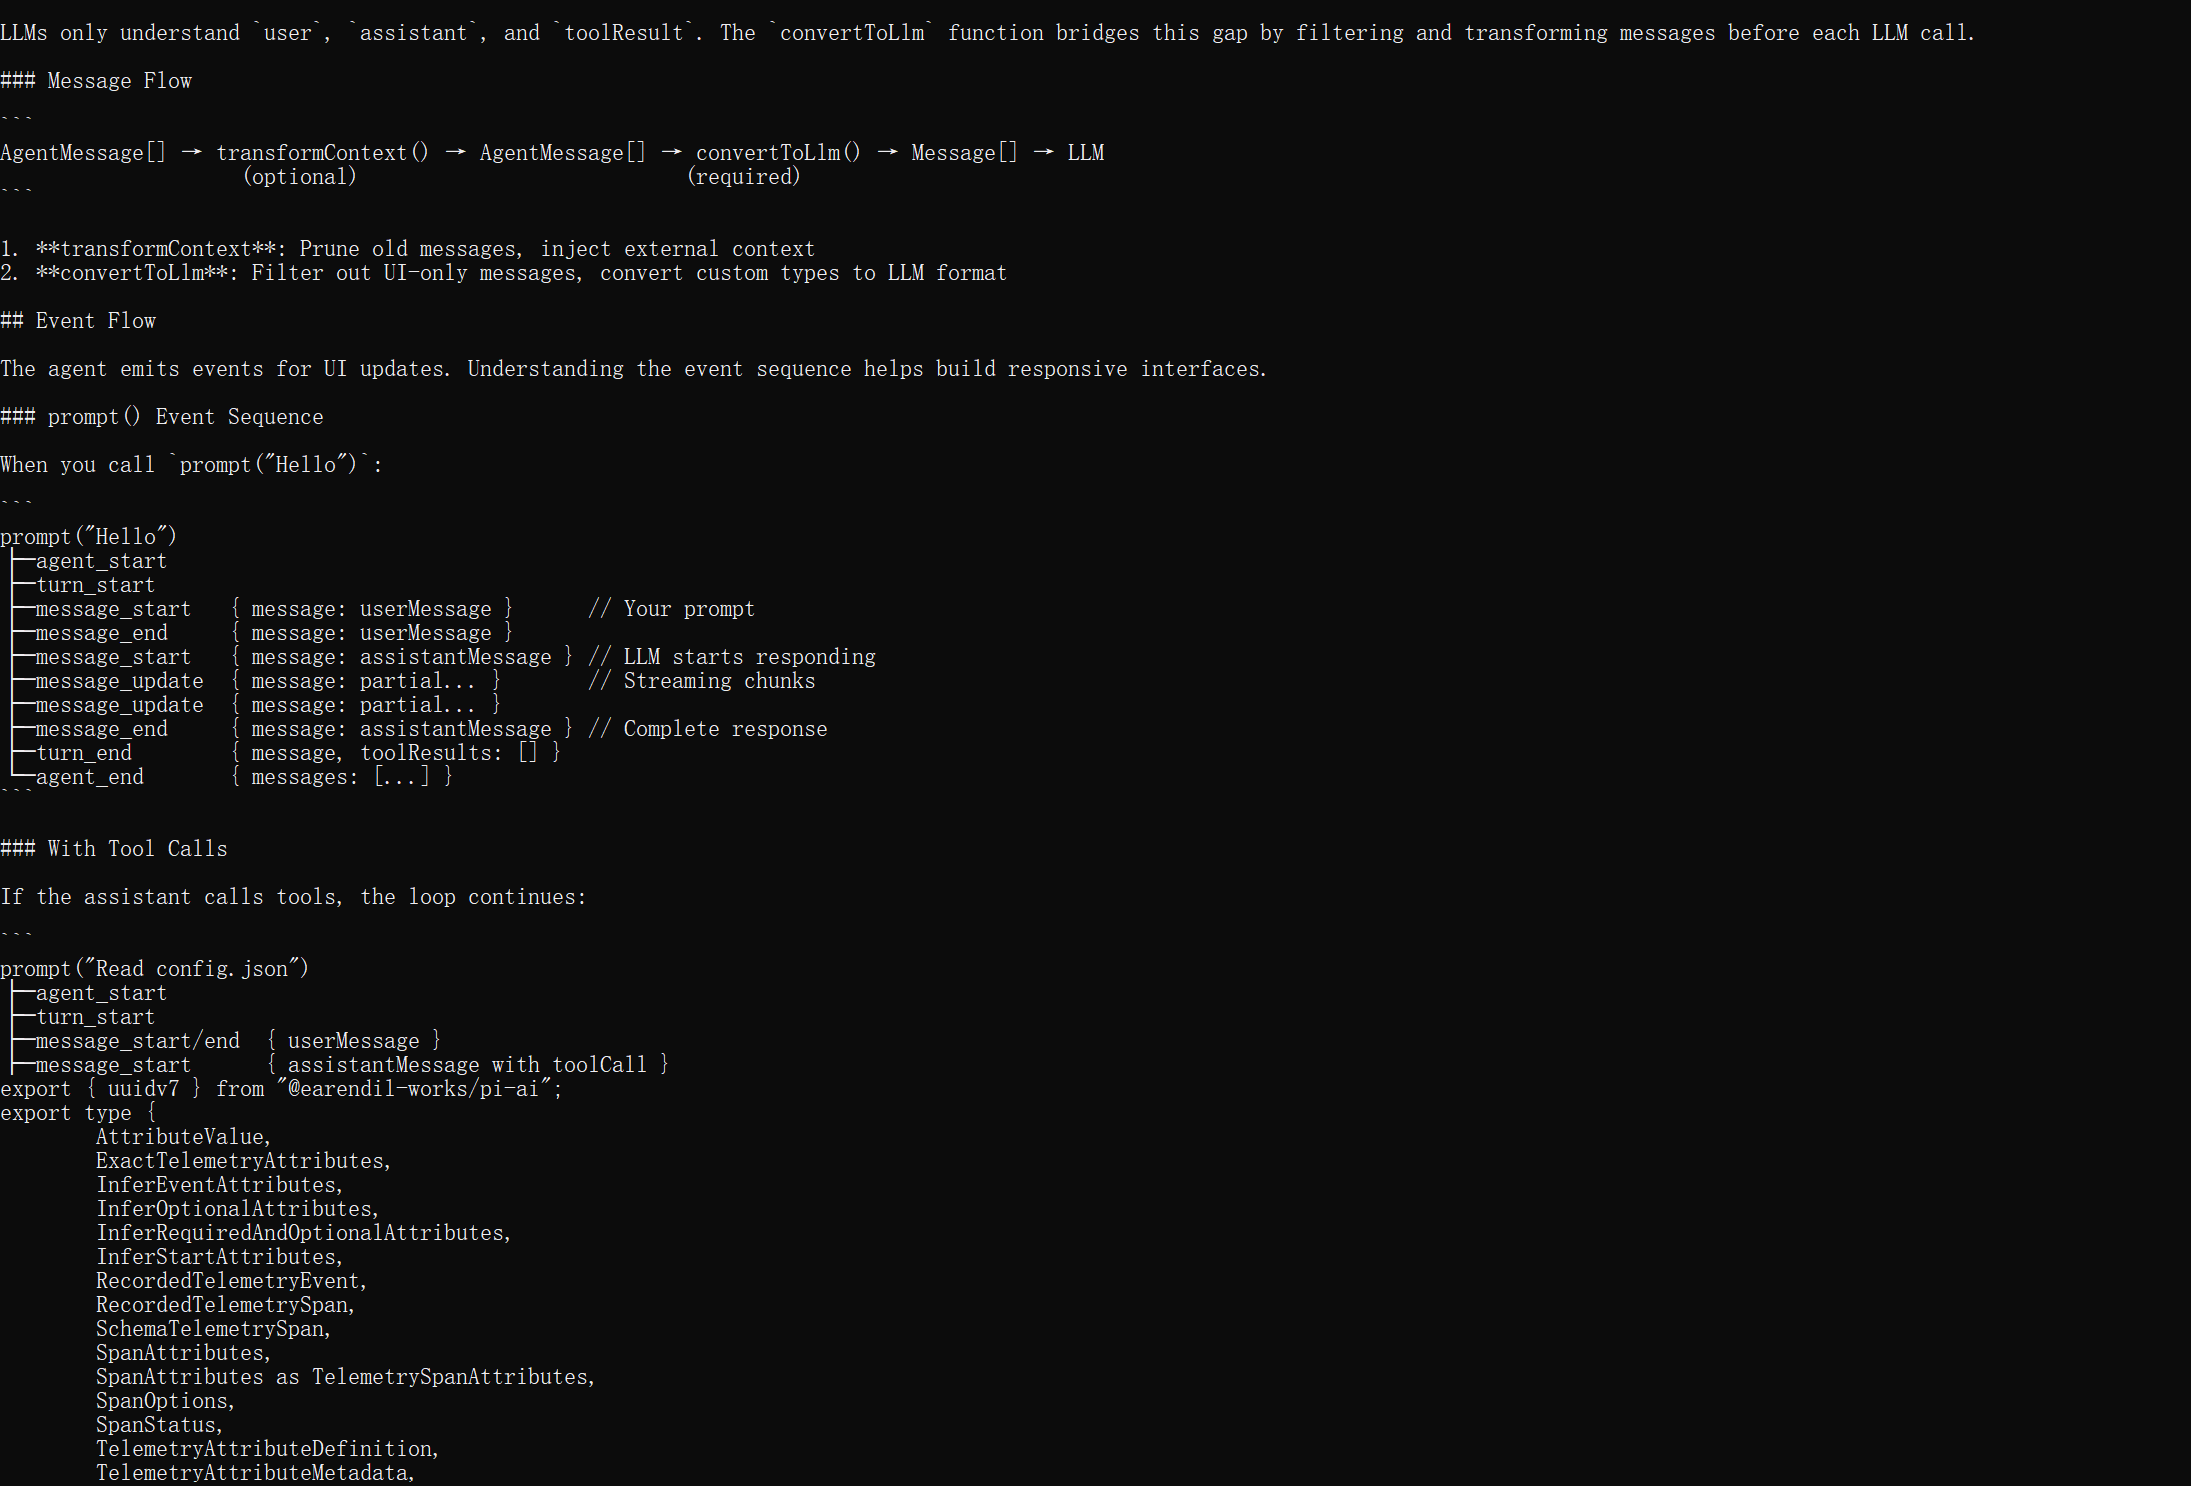 LLMs only understand `user`, `assistant`, and `toolResult`. The `convertToLlm` function bridges this gap by filtering and transforming messages before each LLM call.
### Message Flow
```
AgentMessage[] → transformContext() → AgentMessage[] → convertToLlm() → Message[] → LLM
                    (optional)                           (required)
```
1. **transformContext**: Prune old messages, inject external context
2. **convertToLlm**: Filter out UI-only messages, convert custom types to LLM format
## Event Flow
The agent emits events for UI updates. Understanding the event sequence helps build responsive interfaces.
### prompt() Event Sequence
When you call `prompt("Hello")`:
```
prompt("Hello")
├─agent_start
├─turn_start
├─message_start   { message: userMessage }      // Your prompt
├─message_end     { message: userMessage }
├─message_start   { message: assistantMessage } // LLM starts responding
├─message_update  { message: partial... }       // Streaming chunks
├─message_update  { message: partial... }
├─message_end     { message: assistantMessage } // Complete response
├─turn_end        { message, toolResults: [] }
└─agent_end       { messages: [...] }
```
### With Tool Calls
If the assistant calls tools, the loop continues:
```
prompt("Read config.json")
├─agent_start
├─turn_start
├─message_start/end  { userMessage }
├─message_start      { assistantMessage with toolCall }
export { uuidv7 } from "@earendil-works/pi-ai";
export type {
        AttributeValue,
        ExactTelemetryAttributes,
        InferEventAttributes,
        InferOptionalAttributes,
        InferRequiredAndOptionalAttributes,
        InferStartAttributes,
        RecordedTelemetryEvent,
        RecordedTelemetrySpan,
        SchemaTelemetrySpan,
        SpanAttributes,
        SpanAttributes as TelemetrySpanAttributes,
        SpanOptions,
        SpanStatus,
        TelemetryAttributeDefinition,
        TelemetryAttributeMetadata,